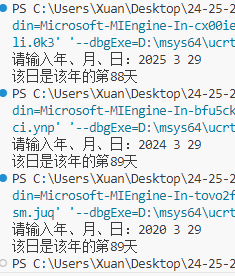 PS C:\Users\Xuan\Desktop\24-25-2
din=Microsoft-MIEngine-In-cx00ie
li.0k3' '--dbgExe=D:\msys64\ucrt
请输入年、月、日：2025 3 29
该日是该年的第88天
PS C:\Users\Xuan\Desktop\24-25-2
din=Microsoft-MIEngine-In-bfu5ck
ci.ynp' '--dbgExe=D:\msys64\ucrt
请输入年、月、日：2024 3 29
该日是该年的第89天
PS C:\Users\Xuan\Desktop\24-25-2
din=Microsoft-MIEngine-In-tovo2f
sm.juq' '--dbgExe=D:\msys64\ucrt
请输入年、月、日：2020 3 29
该日是该年的第89天
PS C:\Users\Xuan\Desktop\24-25-2